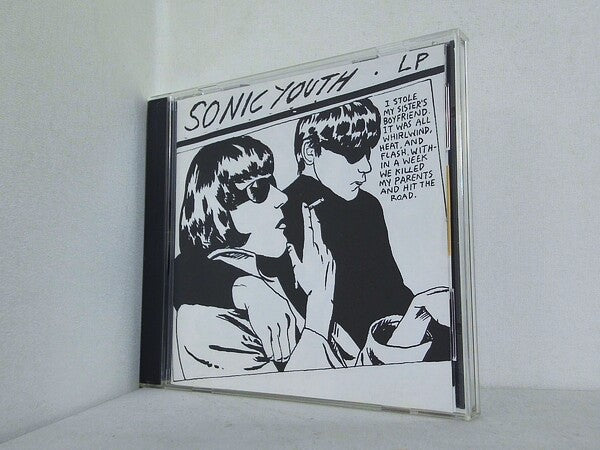 SONIC YOUTH . LP
I STOLE
MY SISTER'S
BOYFRIEND.
IT WAS ALL
WHIRLWIND,
HEAT, AND
FLASH. WITH-
IN A WEEK
WE KILLED
MY PARENTS
AND HIT THE
ROAD.